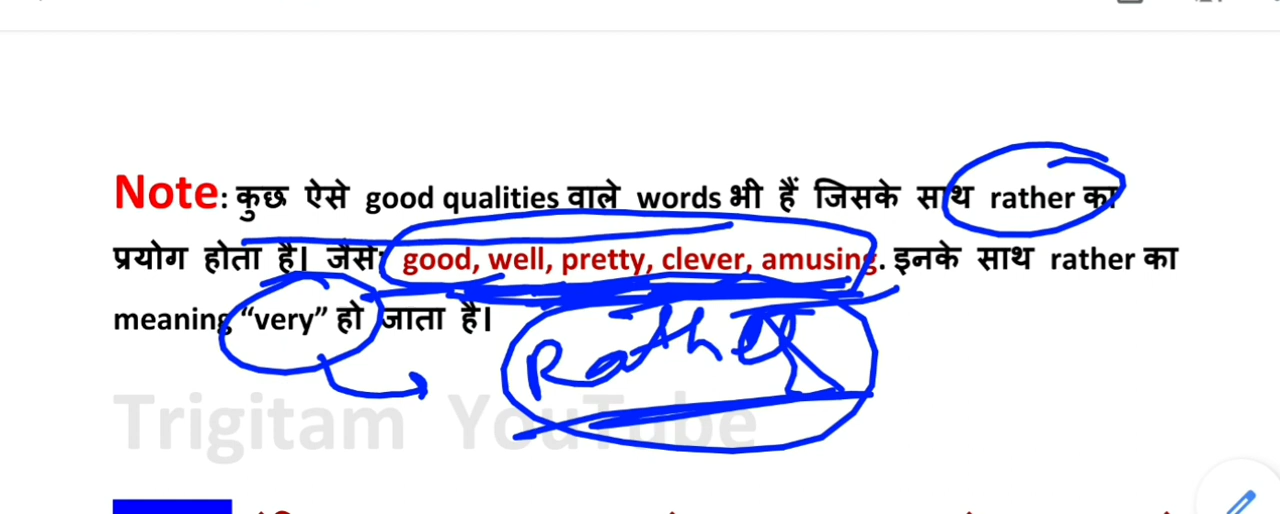 Note: कुछ ऐसे good qualities वाले words भी हैं जिसके साथ rather का
प्रयोग होता है। जैसे: good, well, pretty, clever, amusing. इनके साथ rather का
meaning “very” हो जाता है।
Rather
Trigitam YouTube